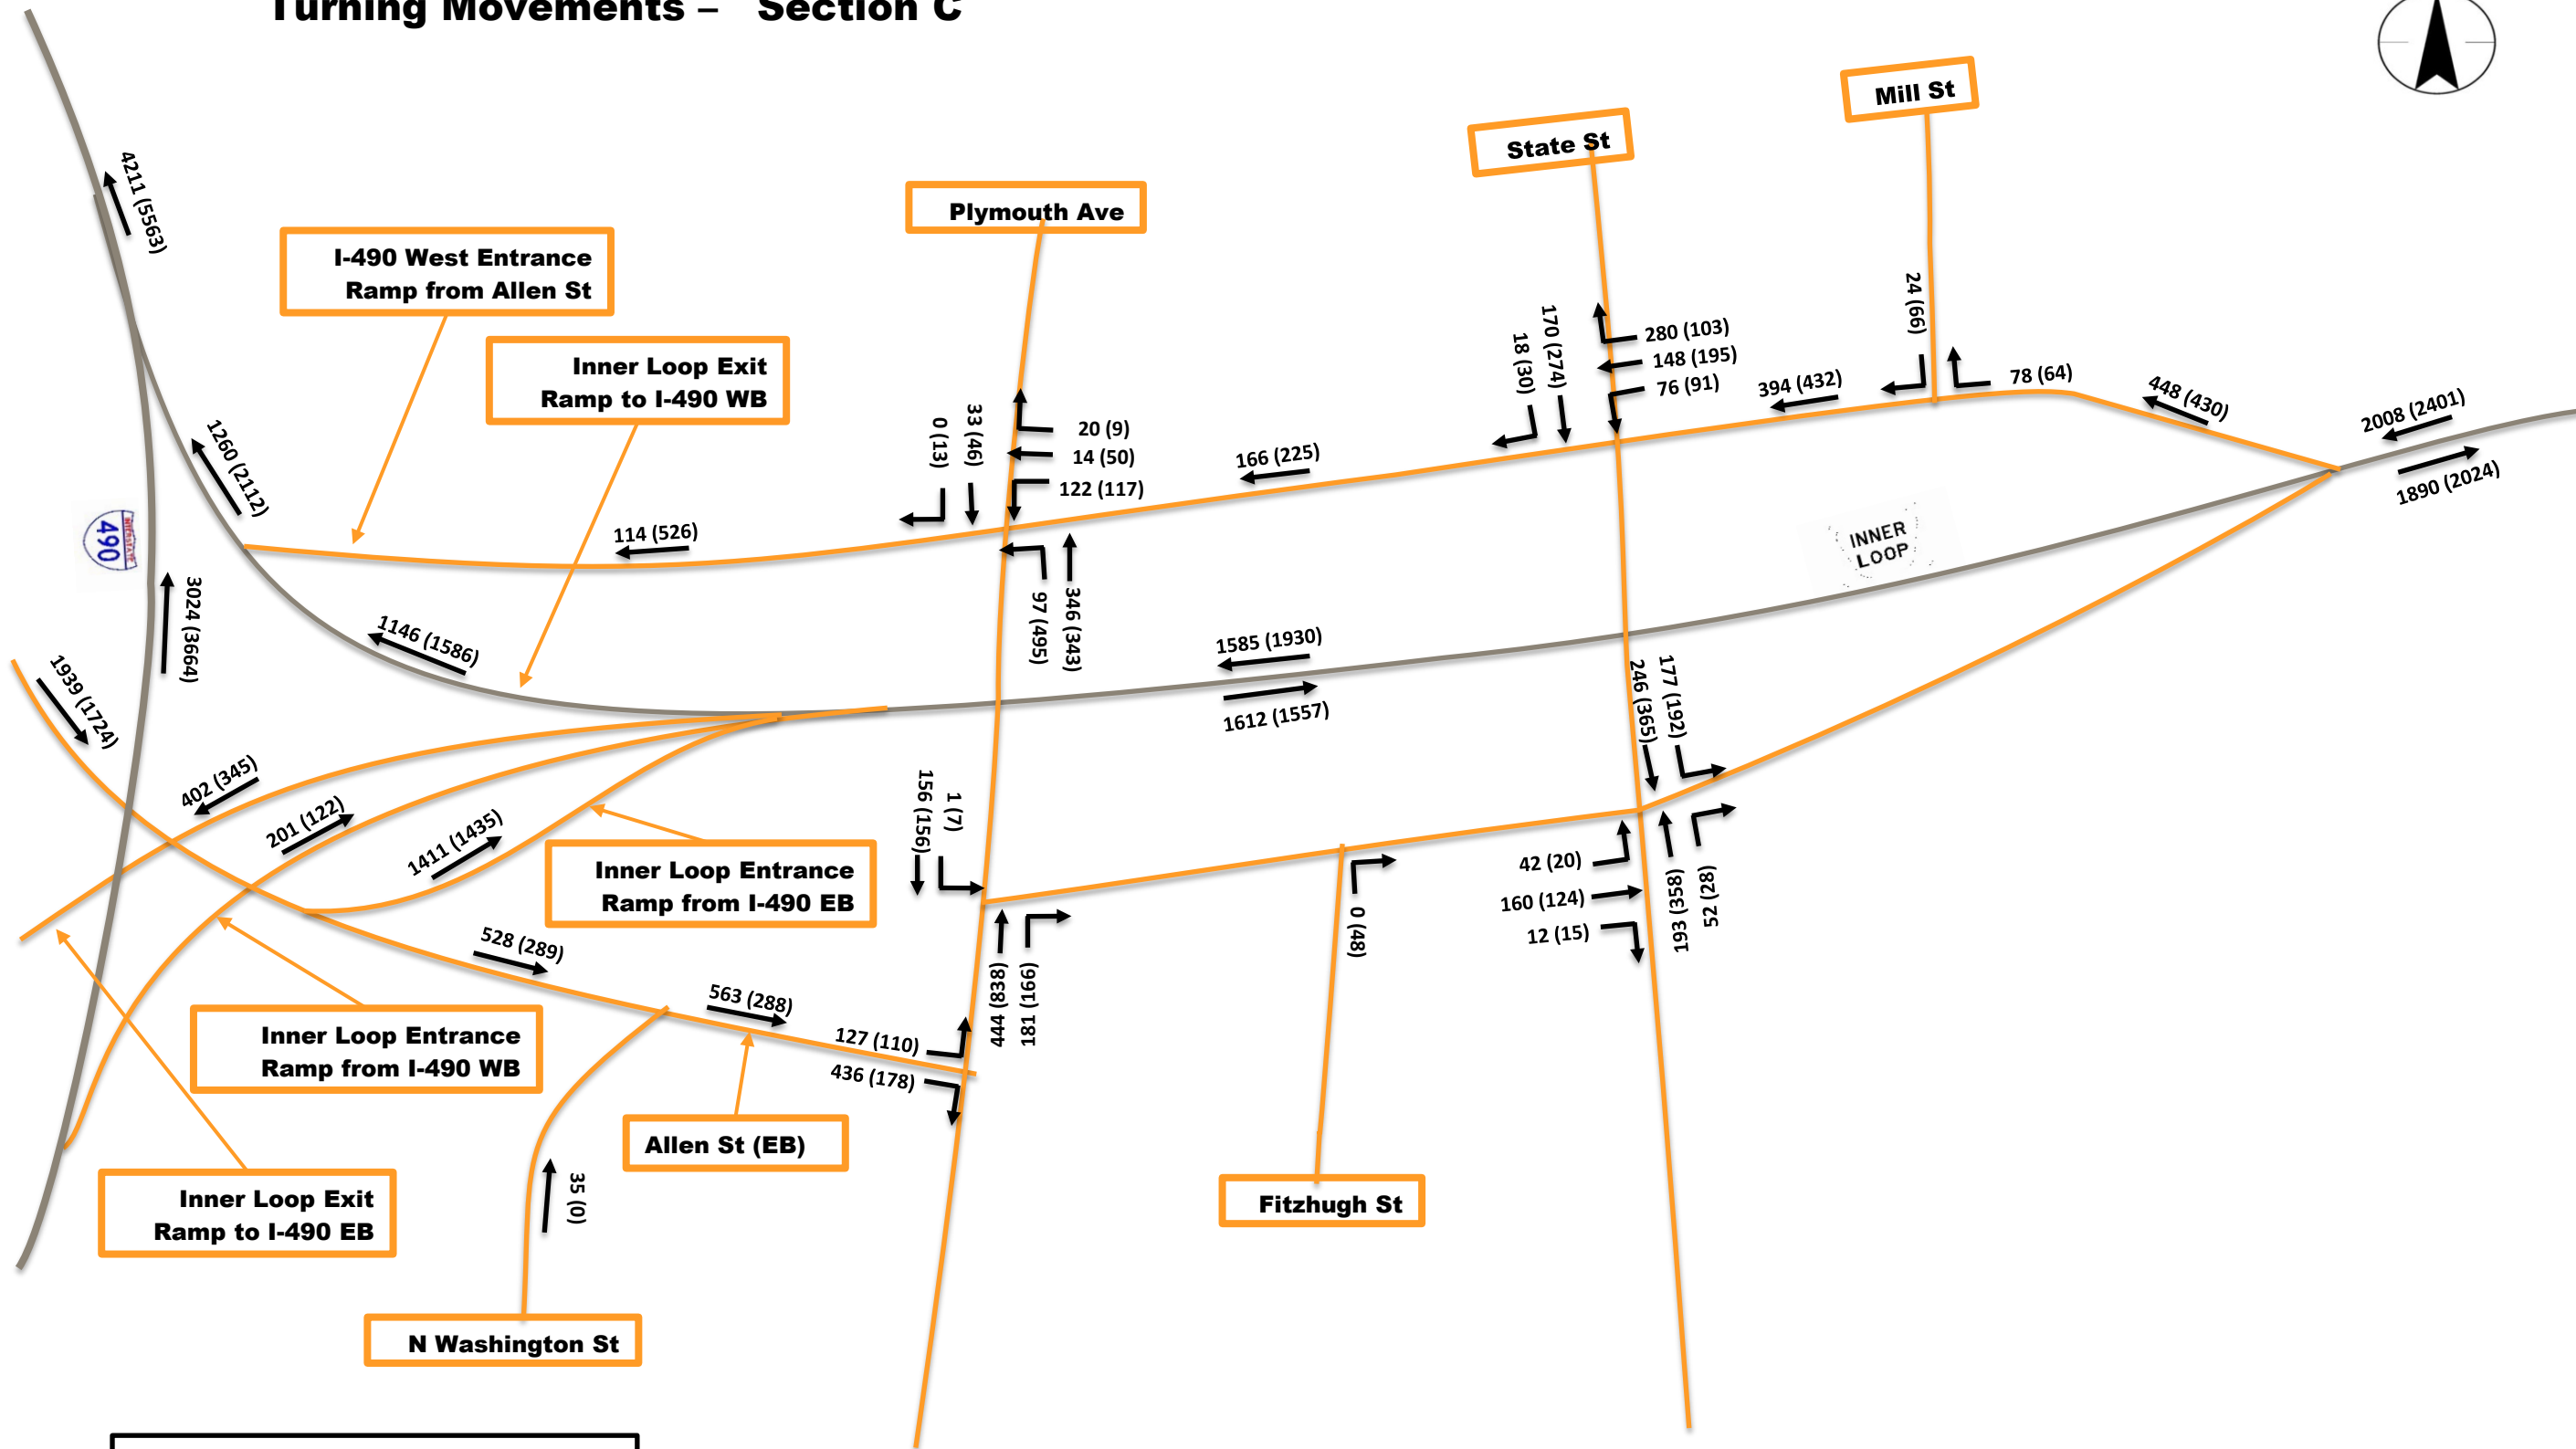 Turning Movements – Section C
Mill St
State St
Plymouth Ave
4211 (5563)
I-490 West Entrance
Ramp from Allen St
Inner Loop Exit
Ramp to I-490 WB
24 (66)
170 (274)
18 (30)
280 (103)
148 (195)
76 (91)
394 (432)
78 (64)
448 (430)
2008 (2401)
1890 (2024)
0 (13)
33 (46)
20 (9)
14 (50)
122 (117)
166 (225)
1260 (2112)
114 (526)
INTERSTATE
490
INNER
LOOP
3024 (3664)
97 (495)
346 (343)
1146 (1586)
1585 (1930)
1612 (1557)
1939 (1724)
246 (365)
177 (192)
402 (345)
201 (122)
1411 (1435)
156 (156)
1 (7)
Inner Loop Entrance
Ramp from I-490 EB
42 (20)
160 (124)
12 (15)
193 (358)
52 (28)
0 (48)
528 (289)
563 (288)
127 (110)
436 (178)
444 (838)
181 (166)
Inner Loop Entrance
Ramp from I-490 WB
Allen St (EB)
35 (0)
Inner Loop Exit
Ramp to I-490 EB
Fitzhugh St
N Washington St